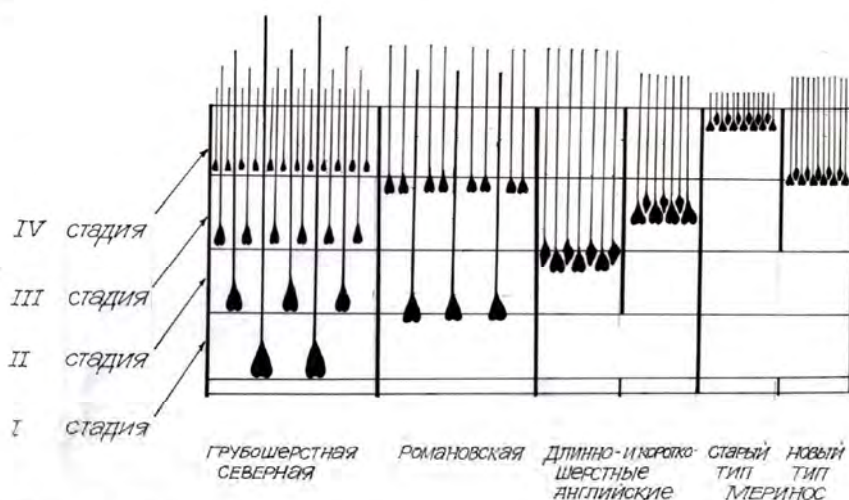 IV стадия
III стадия
II стадия
I стадия
ГРУБОШЕРСТНАЯ
СЕВЕРНАЯ
РОМАНОВСКАЯ
ДЛИННО- И КОРОТКО-
ШЕРСТНЫЕ
АНГЛИЙСКИЕ
СТАРЫЙ НОВЫЙ
ТИП ТИП
МЕРИНОС